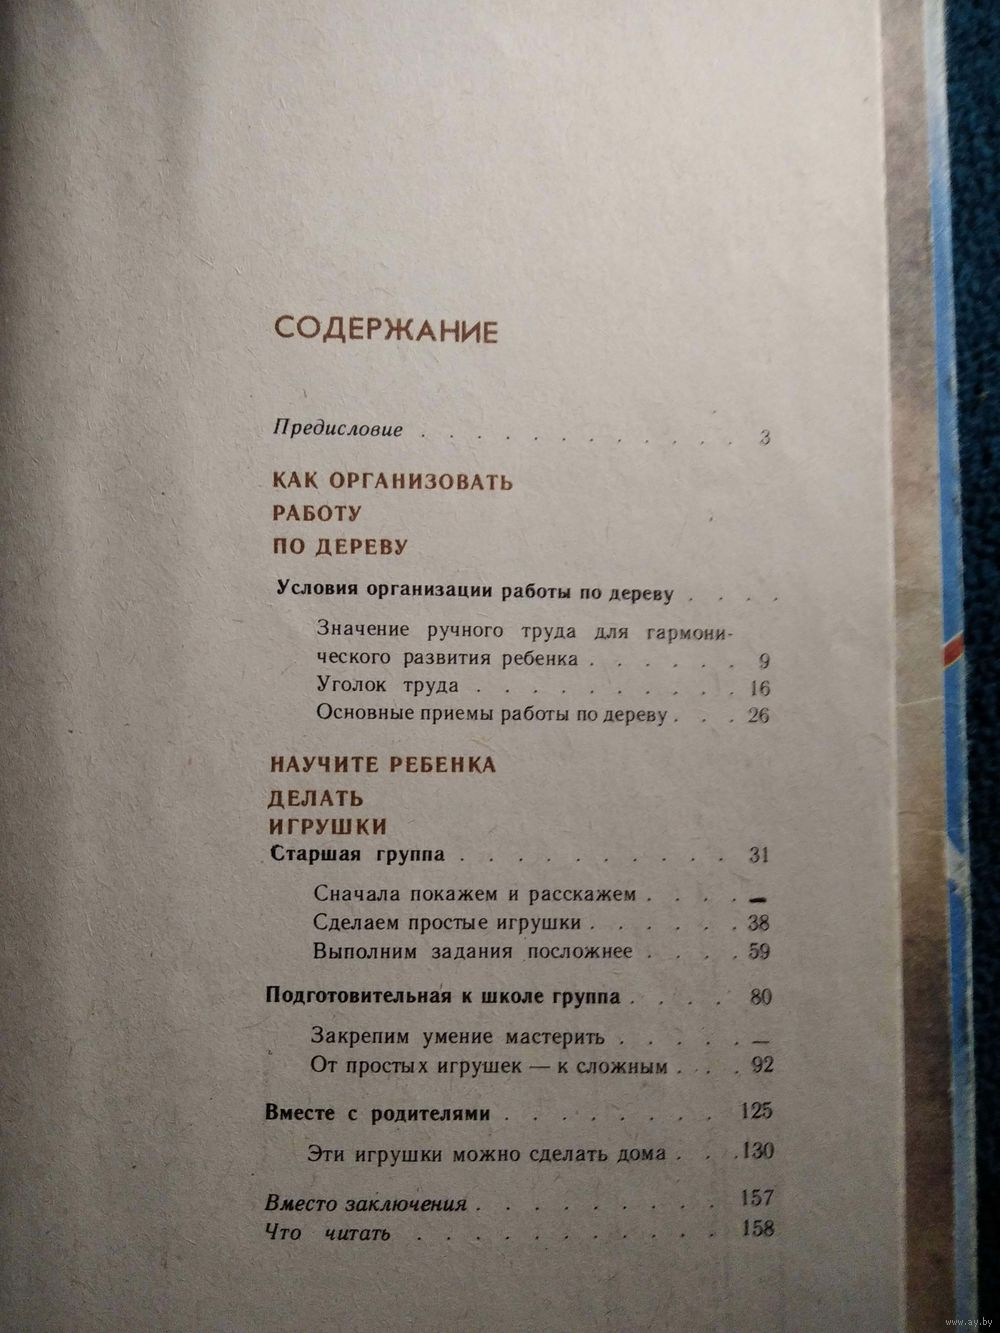 СОДЕРЖАНИЕ
Предисловие . . . . . . . . . . . . 3
КАК ОРГАНИЗОВАТЬ
РАБОТУ
ПО ДЕРЕВУ
Условия организации работы по дереву . . . .
Значение ручного труда для гармони-
ческого развития ребенка . . . . . . 9
Уголок труда . . . . . . . . . . 16
Основные приемы работы по дереву . . . 26
НАУЧИТЕ РЕБЕНКА
ДЕЛАТЬ
ИГРУШКИ
Старшая группа . . . . . . . . . . 31
Сначала покажем и расскажем . . . . —
Сделаем простые игрушки . . . . . . 38
Выполним задания посложнее . . . . 59
Подготовительная к школе группа . . . . 80
Закрепим умение мастерить . . . . . —
От простых игрушек — к сложным . . . 92
Вместе с родителями . . . . . . . . 125
Эти игрушки можно сделать дома . . . 130
Вместо заключения . . . . . . . . . 157
Что читать . . . . . . . . . . . 158
www.ay.by